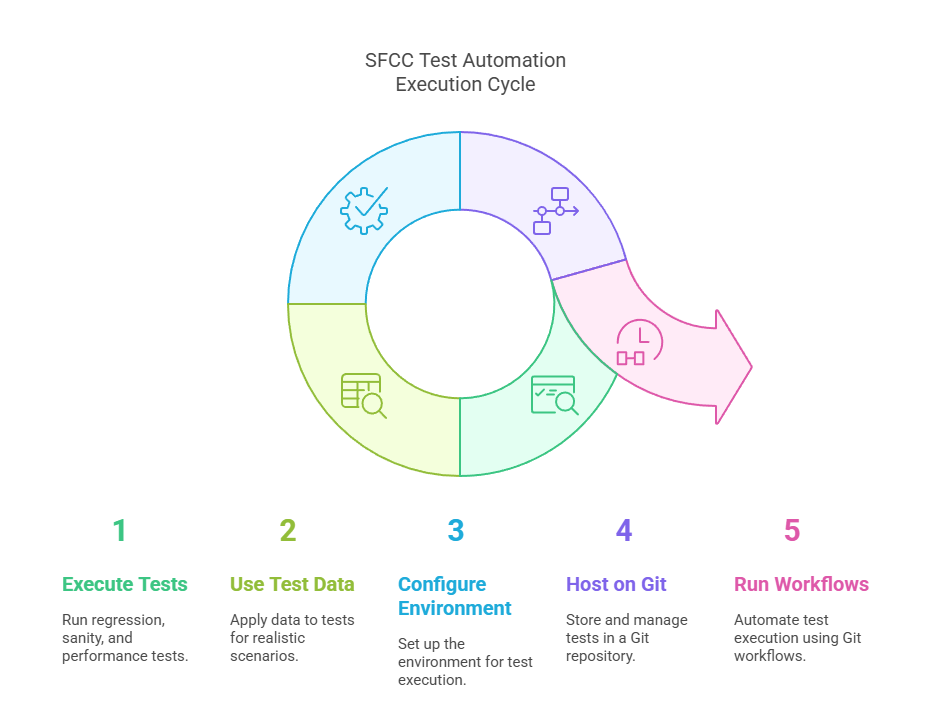 SFCC Test Automation
Execution Cycle
1
Execute Tests
Run regression,
sanity, and
performance tests.
2
Use Test Data
Apply data to tests
for realistic
scenarios.
3
Configure
Environment
Set up the
environment for test
execution.
4
Host on Git
Store and manage
tests in a Git
repository.
5
Run Workflows
Automate test
execution using Git
workflows.